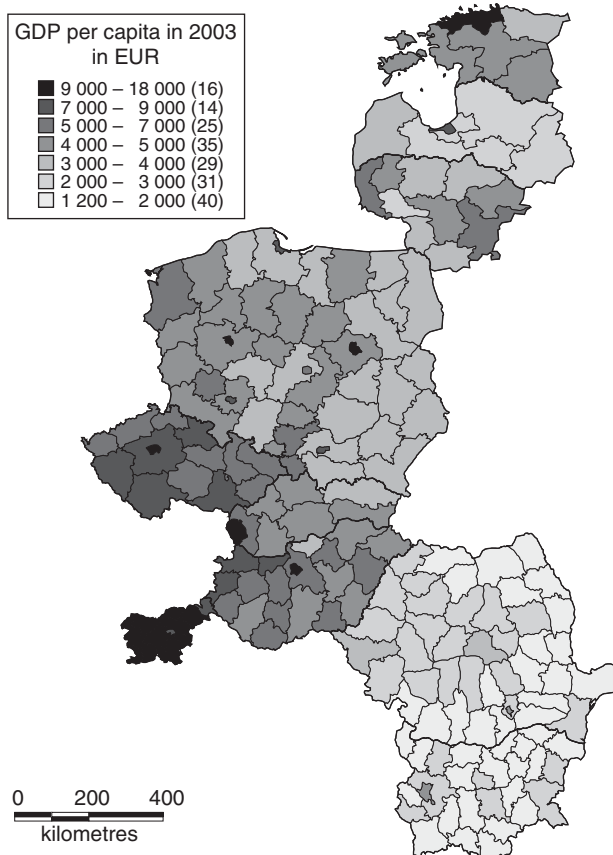 GDP per capita in 2003
in EUR
9 000 – 18 000 (16)
7 000 – 9 000 (14)
5 000 – 7 000 (25)
4 000 – 5 000 (35)
3 000 – 4 000 (29)
2 000 – 3 000 (31)
1 200 – 2 000 (40)
0 200 400
kilometres